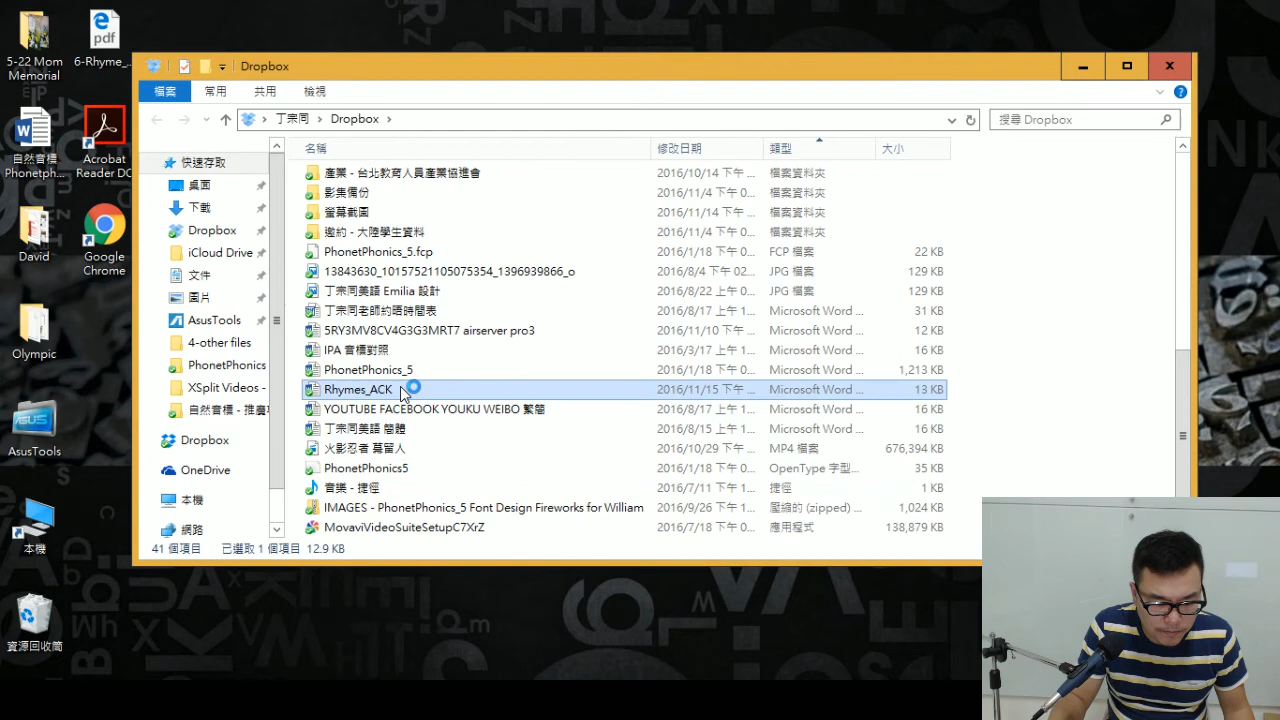 5-22 Mom
Memorial
6-Rhyme_...
自然音標
Phonetph...
Acrobat
Reader DC
David
Google
Chrome
Olympic
AsusTools
本機
資源回收筒
Dropbox
檔案 常用 共用 檢視
丁宗同 Dropbox
搜尋 Dropbox
快速存取
桌面
下載
Dropbox
iCloud Drive
文件
圖片
AsusTools
4-other files
PhonetPhonics
XSplit Videos -
Dropbox
OneDrive
本機
網路
名稱 修改日期 類型 大小
產業 - 台北教育人員產業協進會 2016/10/14 下午 ... 檔案資料夾
影集備份 2016/11/4 下午 0... 檔案資料夾
螢幕截圖 2016/11/14 下午 ... 檔案資料夾
邀約 - 大陸學生資料 2016/11/4 下午 0... 檔案資料夾
PhonetPhonics_5.fcp 2016/1/18 下午 0... FCP 檔案 22 KB
13843630_10157521105075354_1396939866_o 2016/8/4 下午 02... JPG 檔案 129 KB
丁宗同美語 Emilia 設計 2016/8/22 上午 0... JPG 檔案 129 KB
丁宗同老師約晤時間表 2016/8/17 上午 ... Microsoft Word ... 31 KB
5RY3MV8CV4G3G3MRT7 airserver pro3 2016/11/10 下午 ... Microsoft Word ... 12 KB
IPA 音標對照 2016/3/17 上午 1... Microsoft Word ... 16 KB
PhonetPhonics_5 2016/1/18 下午 0... Microsoft Word ... 1,213 KB
Rhymes_ACK 2016/11/15 下午 ... Microsoft Word ... 13 KB
YOUTUBE FACEBOOK YOUKU WEIBO 繁簡 2016/8/17 上午 1... Microsoft Word ... 16 KB
丁宗同美語 簡體 2016/8/17 上午 1... Microsoft Word ... 16 KB
火影忍者 慕留人 2016/10/29 下午 ... MP4 檔案 676,394 KB
PhonetPhonics5 2016/1/18 下午 0... OpenType 字型... 35 KB
音樂 - 捷徑 2016/7/11 下午 1... 捷徑 1 KB
IMAGES - PhonetPhonics_5 Font Design Fireworks for William 2016/9/26 下午 1... 壓縮的 (zipped) ... 1,024 KB
MovaviVideoSuiteSetupC7XrZ 2016/7/18 下午 0... 應用程式 138,879 KB
41 個項目 已選取 1 個項目 12.9 KB